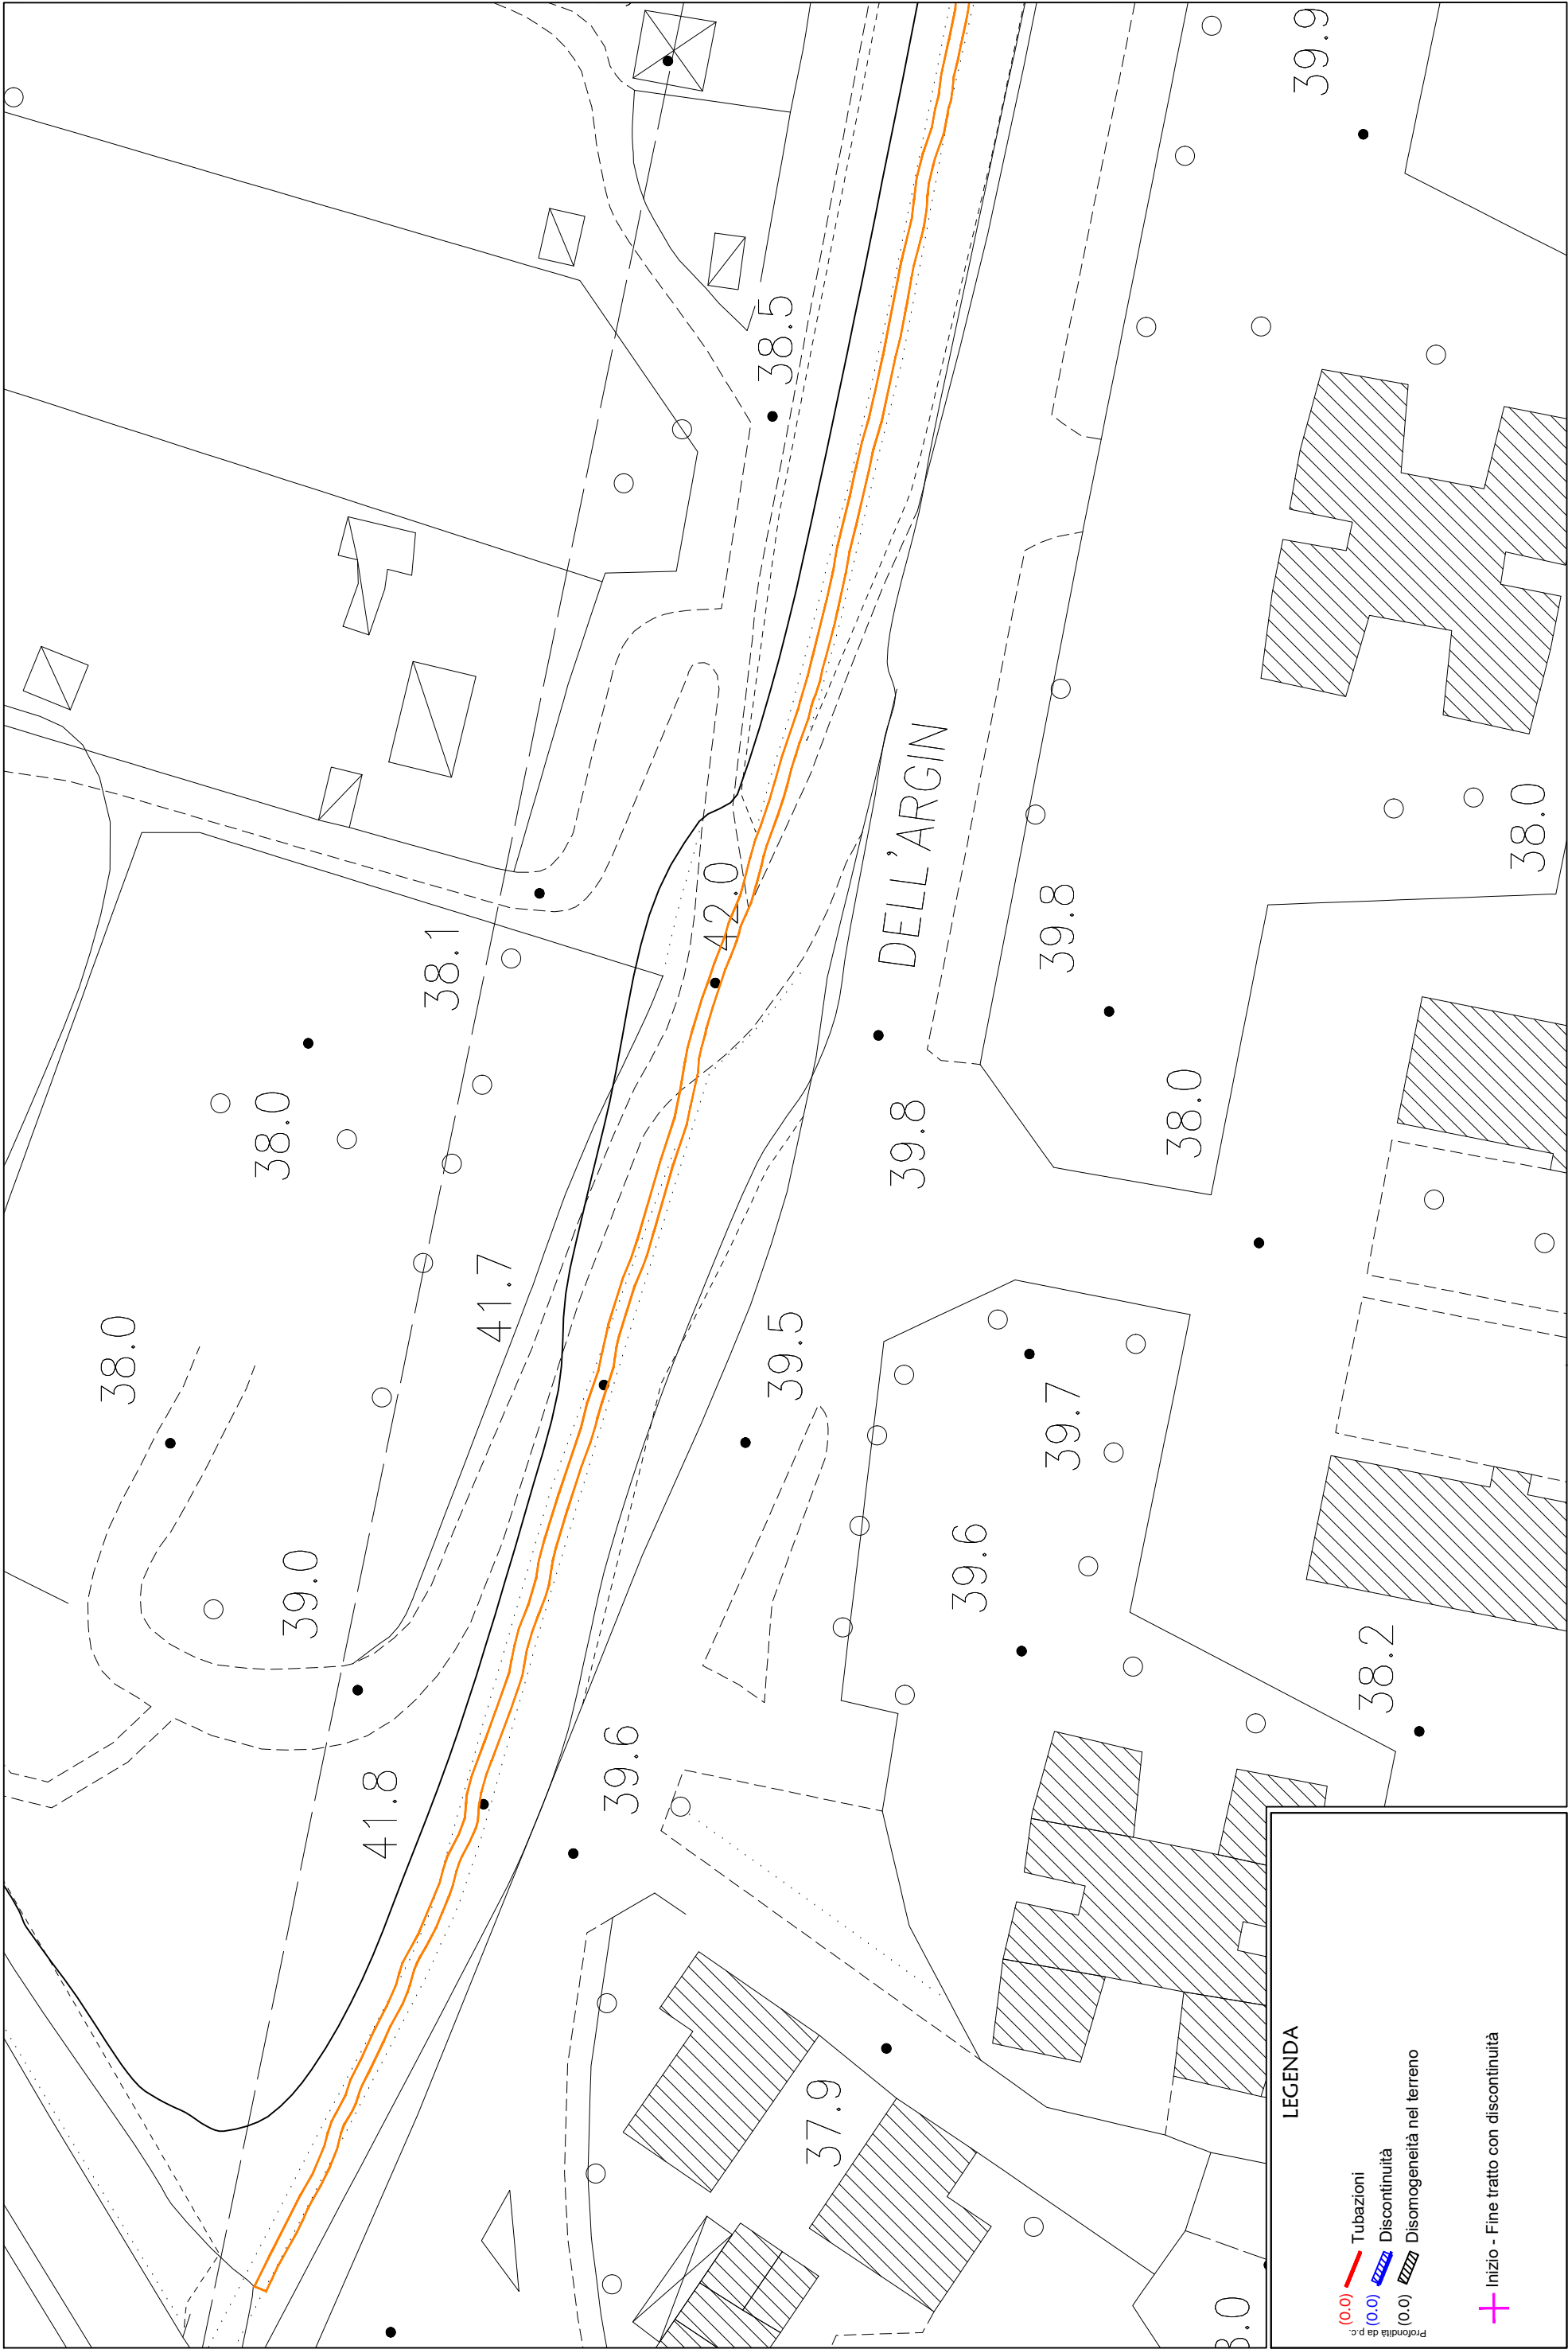 39.9
38.5
42.0
DELL'ARGIN
38.1
39.8
38.0
38.0
39.8
38.0
41.7
38.0
39.5
39.7
39.0
39.6
38.2
41.8
39.6
37.9
LEGENDA
(0.0) Tubazioni
(0.0) Discontinuità
(0.0) Disomogeneità nel terreno
Profondità da p.c.
Inizio - Fine tratto con discontinuità